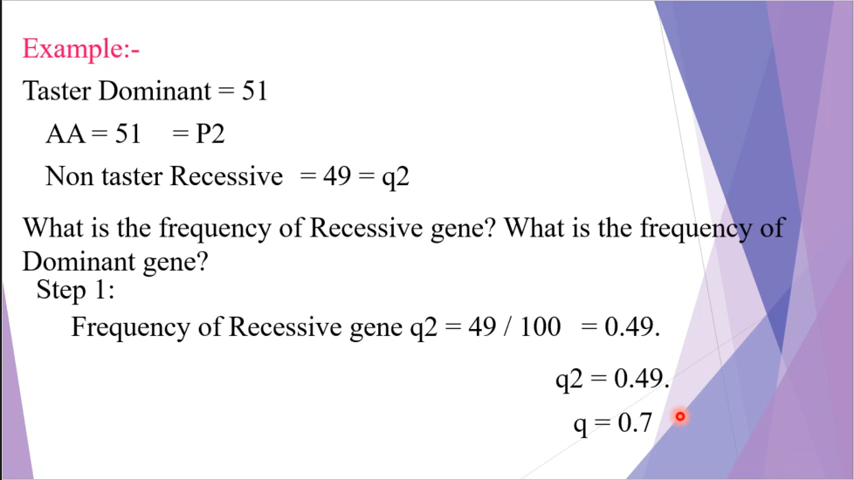 Example:-
Taster Dominant = 51
AA = 51 = P2
Non taster Recessive = 49 = q2
What is the frequency of Recessive gene? What is the frequency of
Dominant gene?
Step 1:
Frequency of Recessive gene q2 = 49 / 100 = 0.49.
q2 = 0.49.
q = 0.7